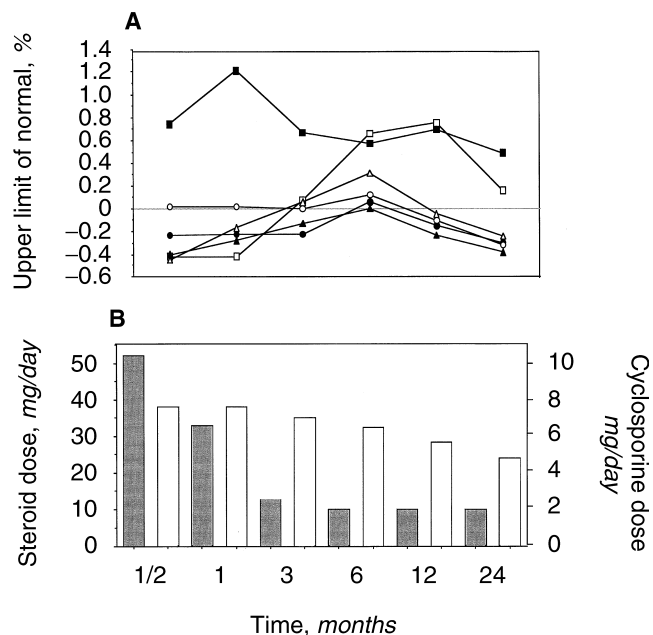 A
Upper limit of normal, %
1.4
1.2
1.0
0.8
0.6
0.4
0.2
0
−0.2
−0.4
−0.6
B
Steroid dose, mg/day
50
40
30
20
10
0
10
8
6
4
2
0
Cyclosporine dose
mg/day
1/2 1 3 6 12 24
Time, months